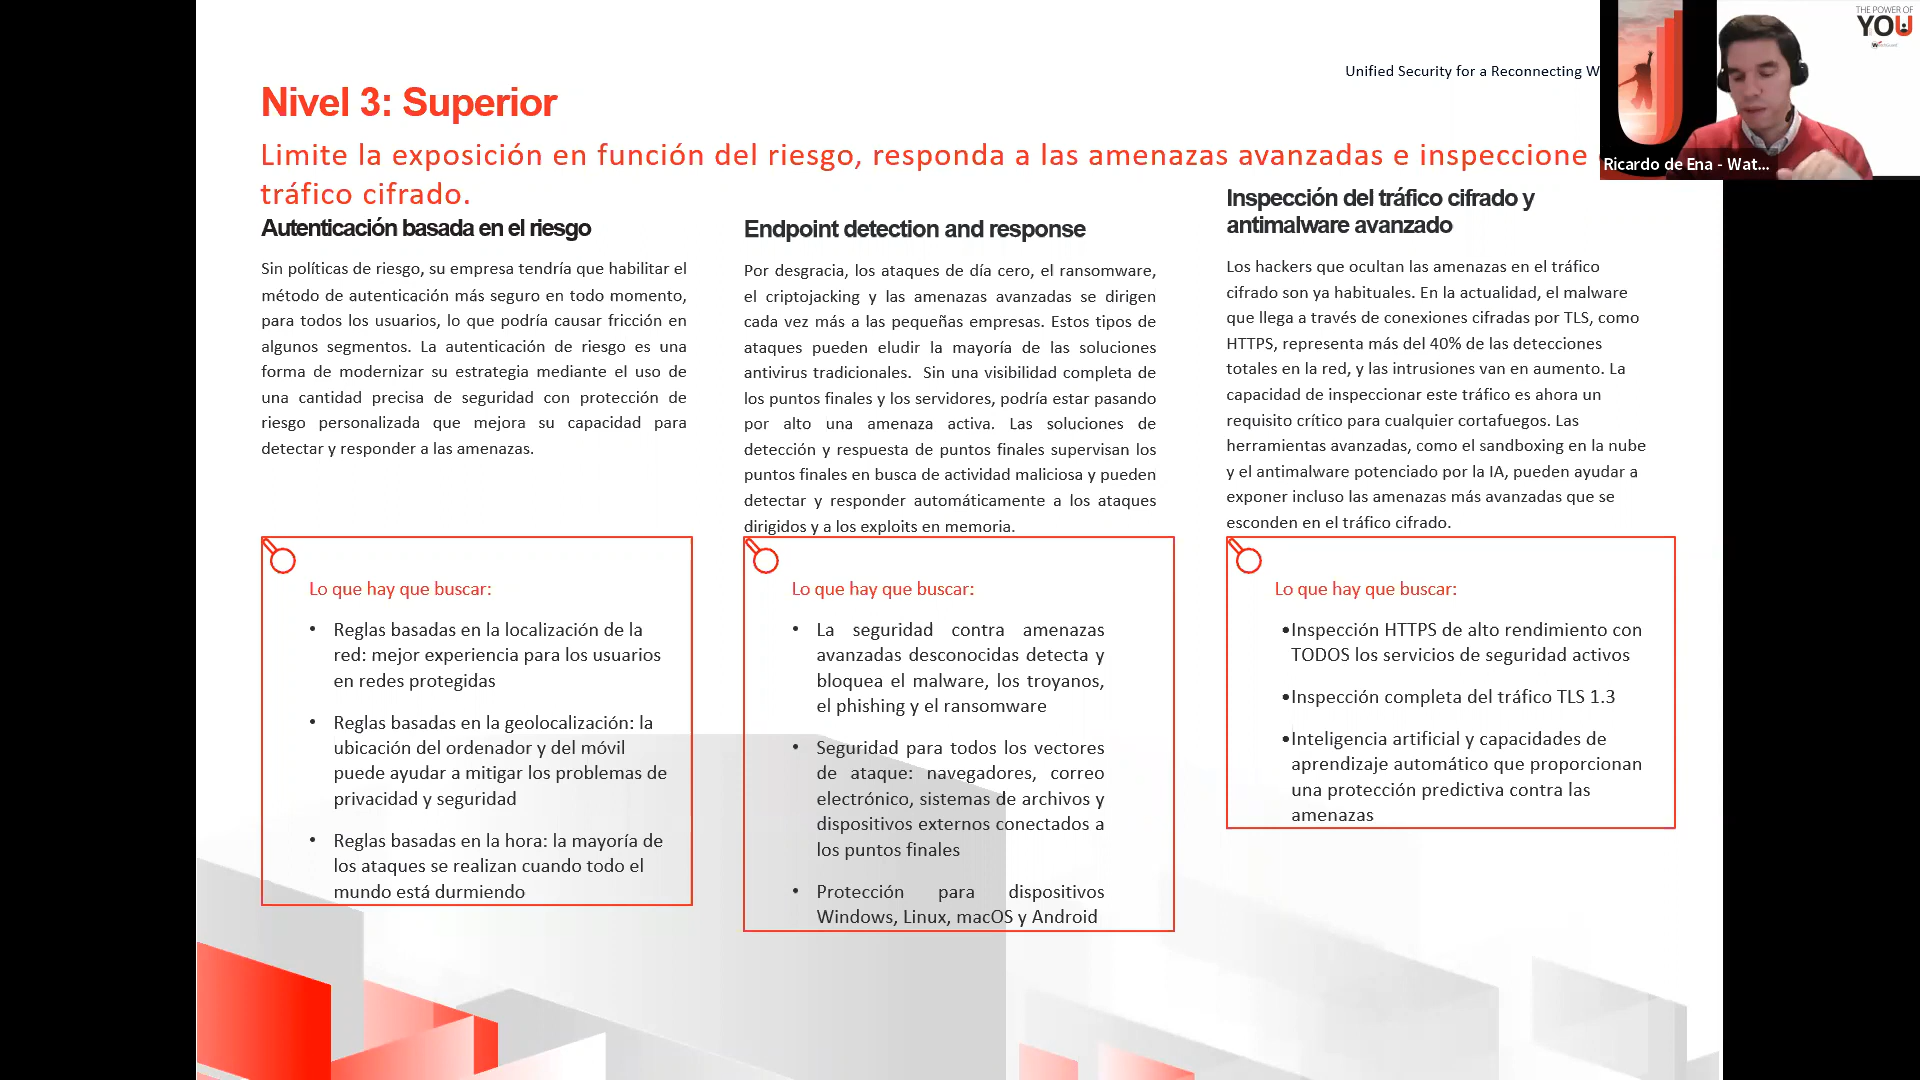 Unified Security for a Reconnecting W
Nivel 3: Superior
Limite la exposición en función del riesgo, responda a las amenazas avanzadas e inspeccione
tráfico cifrado.
Autenticación basada en el riesgo
Sin políticas de riesgo, su empresa tendría que habilitar el
método de autenticación más seguro en todo momento,
para todos los usuarios, lo que podría causar fricción en
algunos segmentos. La autenticación de riesgo es una
forma de modernizar su estrategia mediante el uso de
una cantidad precisa de seguridad con protección de
riesgo personalizada que mejora su capacidad para
detectar y responder a las amenazas.
Lo que hay que buscar:
• Reglas basadas en la localización de la
red: mejor experiencia para los usuarios
en redes protegidas
• Reglas basadas en la geolocalización: la
ubicación del ordenador y del móvil
puede ayudar a mitigar los problemas de
privacidad y seguridad
• Reglas basadas en la hora: la mayoría de
los ataques se realizan cuando todo el
mundo está durmiendo
Endpoint detection and response
Por desgracia, los ataques de día cero, el ransomware,
el criptojacking y las amenazas avanzadas se dirigen
cada vez más a las pequeñas empresas. Estos tipos de
ataques pueden eludir la mayoría de las soluciones
antivirus tradicionales. Sin una visibilidad completa de
los puntos finales y los servidores, podría estar pasando
por alto una amenaza activa. Las soluciones de
detección y respuesta de puntos finales supervisan los
puntos finales en busca de actividad maliciosa y pueden
detectar y responder automáticamente a los ataques
dirigidos y a los exploits en memoria.
Lo que hay que buscar:
• La seguridad contra amenazas
avanzadas desconocidas detecta y
bloquea el malware, los troyanos,
el phishing y el ransomware
• Seguridad para todos los vectores
de ataque: navegadores, correo
electrónico, sistemas de archivos y
dispositivos externos conectados a
los puntos finales
• Protección para dispositivos
Windows, Linux, macOS y Android
Inspección del tráfico cifrado y
antimalware avanzado
Los hackers que ocultan las amenazas en el tráfico
cifrado son ya habituales. En la actualidad, el malware
que llega a través de conexiones cifradas por TLS, como
HTTPS, representa más del 40% de las detecciones
totales en la red, y las intrusiones van en aumento. La
capacidad de inspeccionar este tráfico es ahora un
requisito crítico para cualquier cortafuegos. Las
herramientas avanzadas, como el sandboxing en la nube
y el antimalware potenciado por la IA, pueden ayudar a
exponer incluso las amenazas más avanzadas que se
esconden en el tráfico cifrado.
Lo que hay que buscar:
•Inspección HTTPS de alto rendimiento con
TODOS los servicios de seguridad activos
•Inspección completa del tráfico TLS 1.3
•Inteligencia artificial y capacidades de
aprendizaje automático que proporcionan
una protección predictiva contra las
amenazas
THE POWER OF
YOU
Ricardo de Ena - Wat...